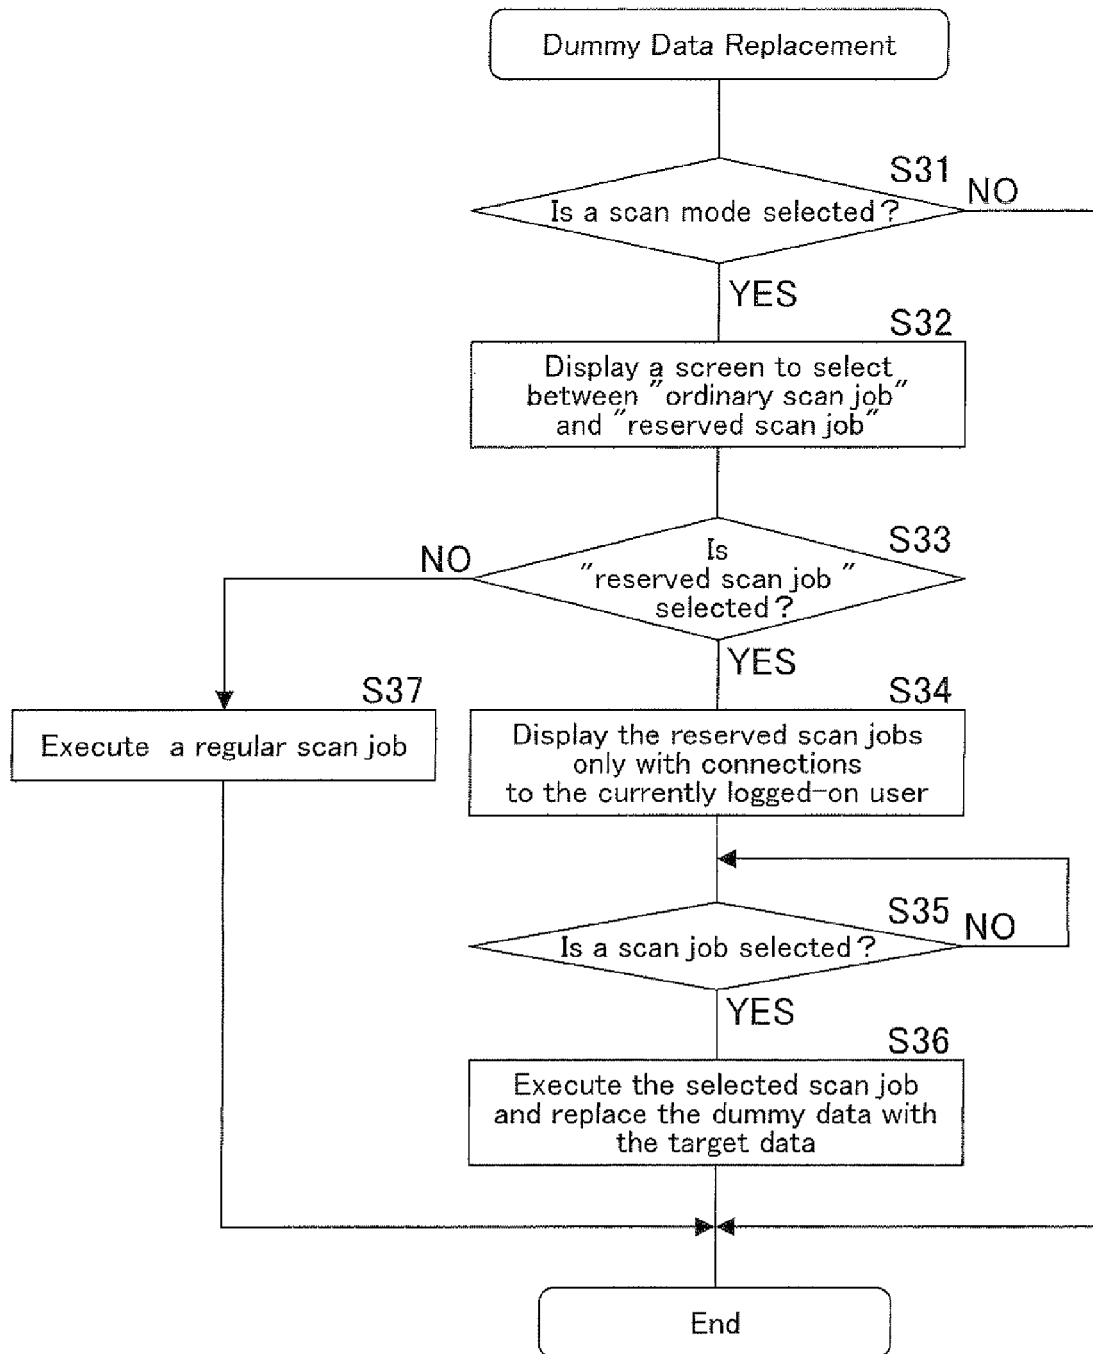 Dummy Data Replacement
S31
NO
Is a scan mode selected?
YES
S32
Display a screen to select
between "ordinary scan job"
and "reserved scan job"
S33
NO
Is
"reserved scan job "
selected?
YES
S37
S34
Execute a regular scan job
Display the reserved scan jobs
only with connections
to the currently logged-on user
S35
NO
Is a scan job selected?
YES
S36
Execute the selected scan job
and replace the dummy data with
the target data
End